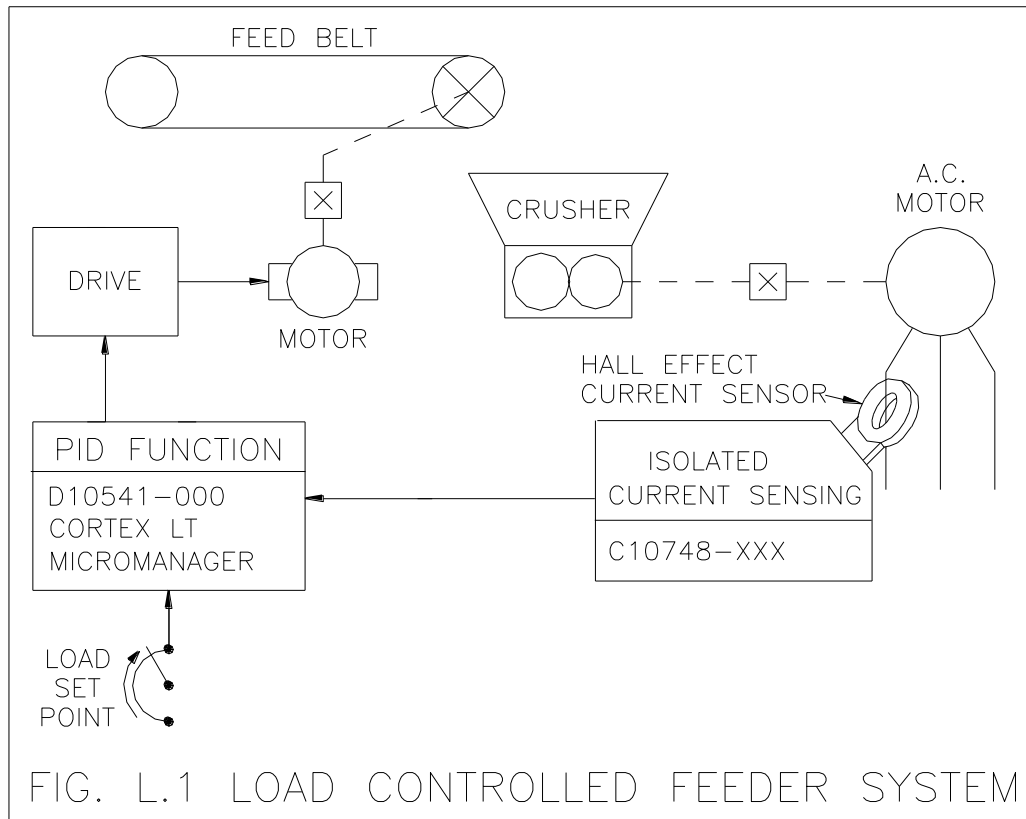 FEED BELT
A.C.
MOTOR
CRUSHER
DRIVE
MOTOR
HALL EFFECT
CURRENT SENSOR
PID FUNCTION
D10541-000
CORTEX LT
MICROMANAGER
ISOLATED
CURRENT SENSING
C10748-XXX
LOAD
SET
POINT
FIG. L.1 LOAD CONTROLLED FEEDER SYSTEM